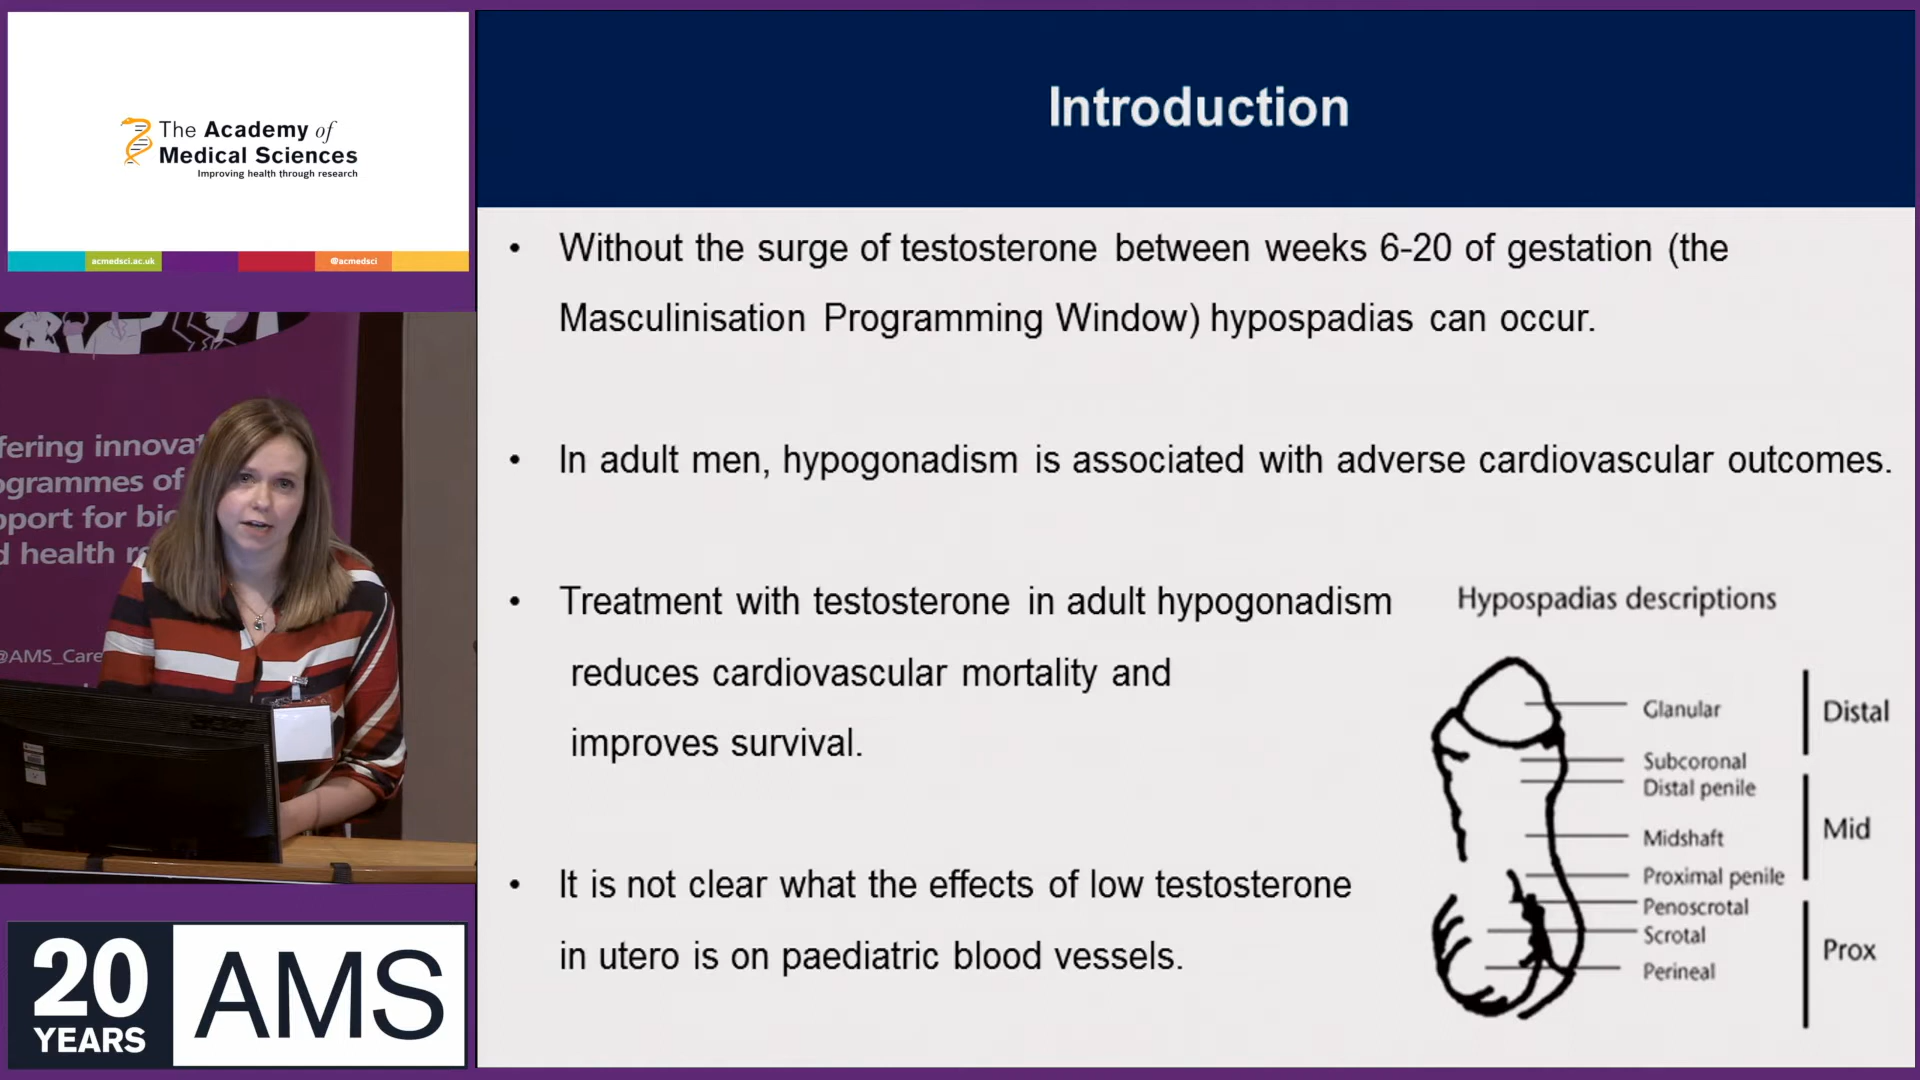 The Academy of
Medical Sciences
Improving health through research
acmedsci.ac.uk
@acmedsci
fering innovat
ogrammes of
pport for bio
d health r
@AMS_Care
20
YEARS
AMS
Introduction
• Without the surge of testosterone between weeks 6-20 of gestation (the
Masculinisation Programming Window) hypospadias can occur.
• In adult men, hypogonadism is associated with adverse cardiovascular outcomes.
• Treatment with testosterone in adult hypogonadism
reduces cardiovascular mortality and
improves survival.
• It is not clear what the effects of low testosterone
in utero is on paediatric blood vessels.
Hypospadias descriptions
Glanular
Subcoronal
Distal penile
Midshaft
Proximal penile
Penoscrotal
Scrotal
Perineal
Distal
Mid
Prox